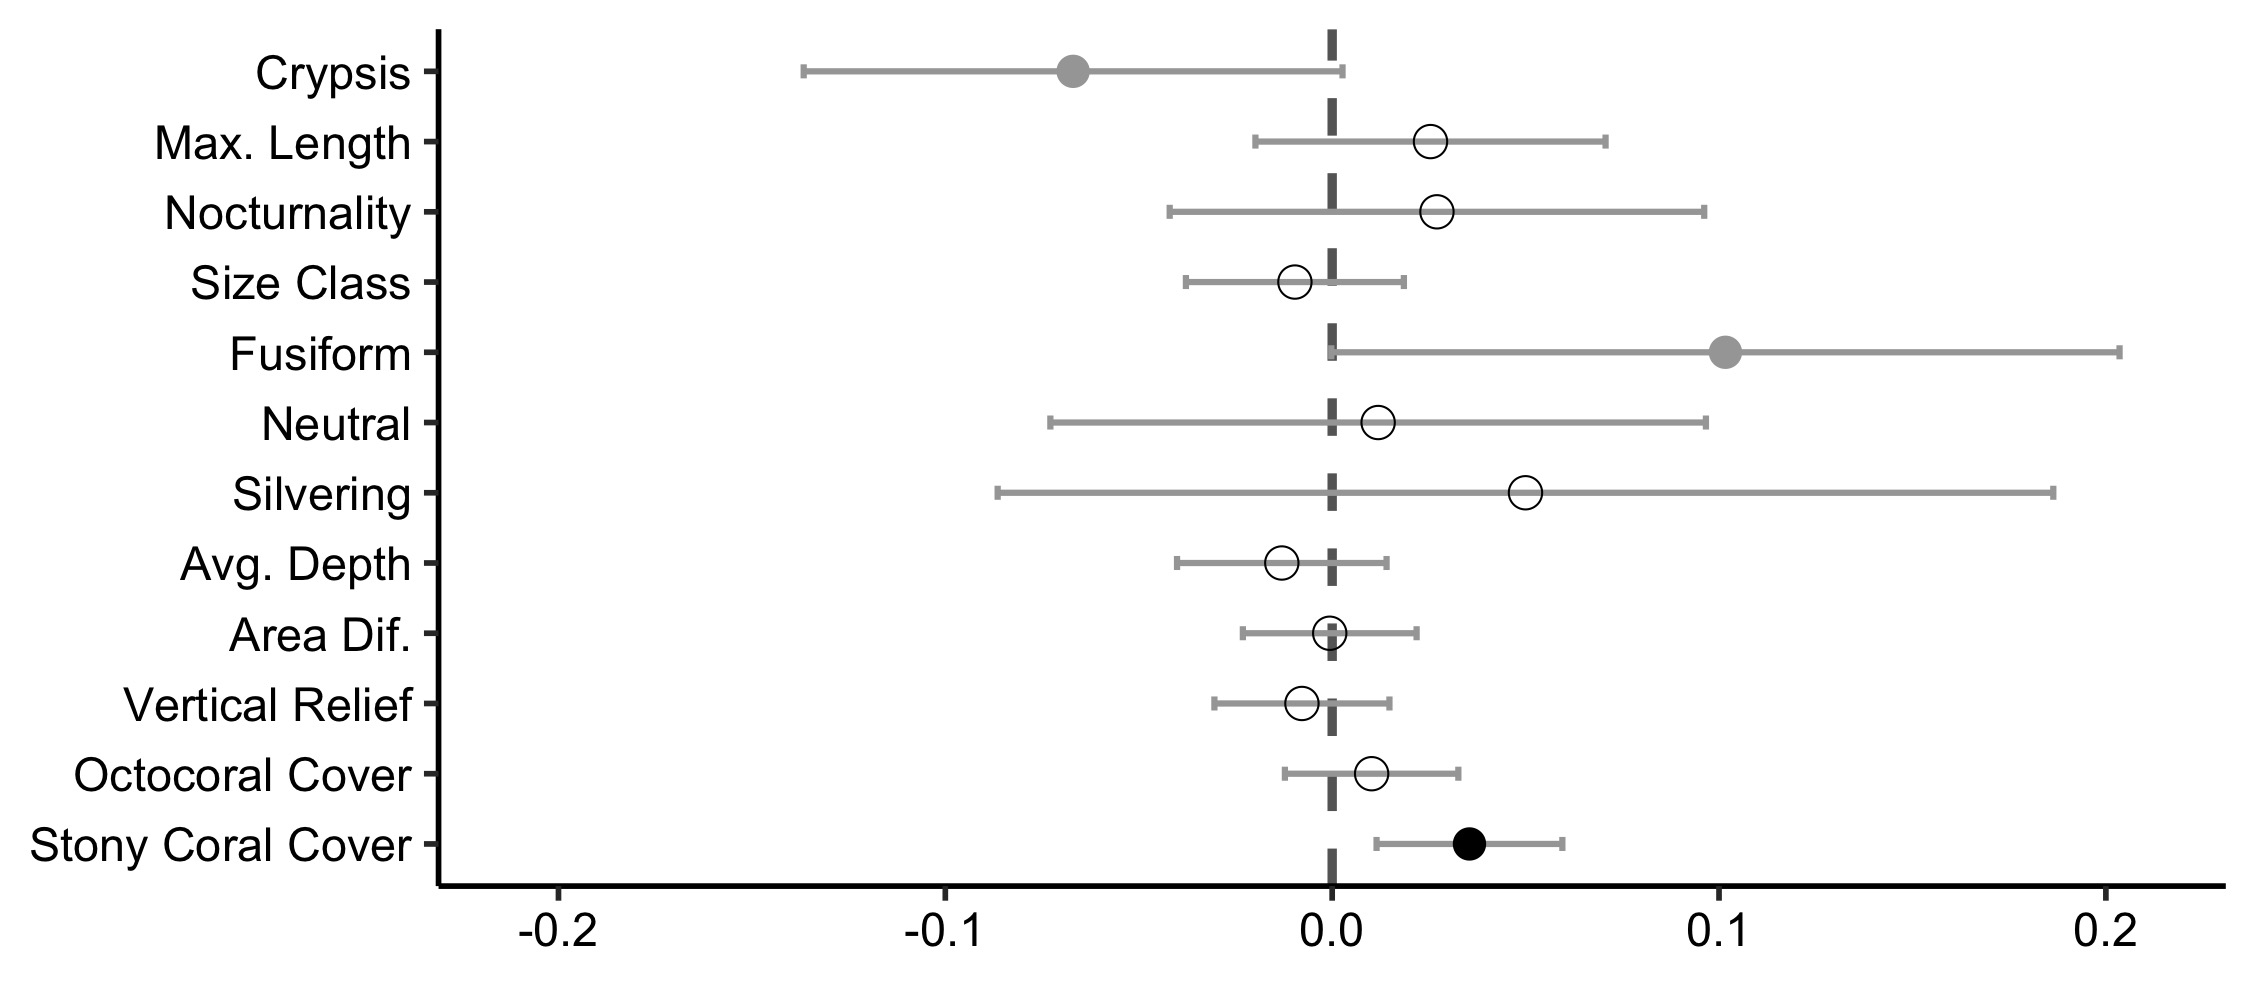 Crypsis
Max. Length
Nocturnality
Size Class
Fusiform
Neutral
Silvering
Avg. Depth
Area Dif.
Vertical Relief
Octocoral Cover
Stony Coral Cover
-0.2 -0.1 0.0 0.1 0.2